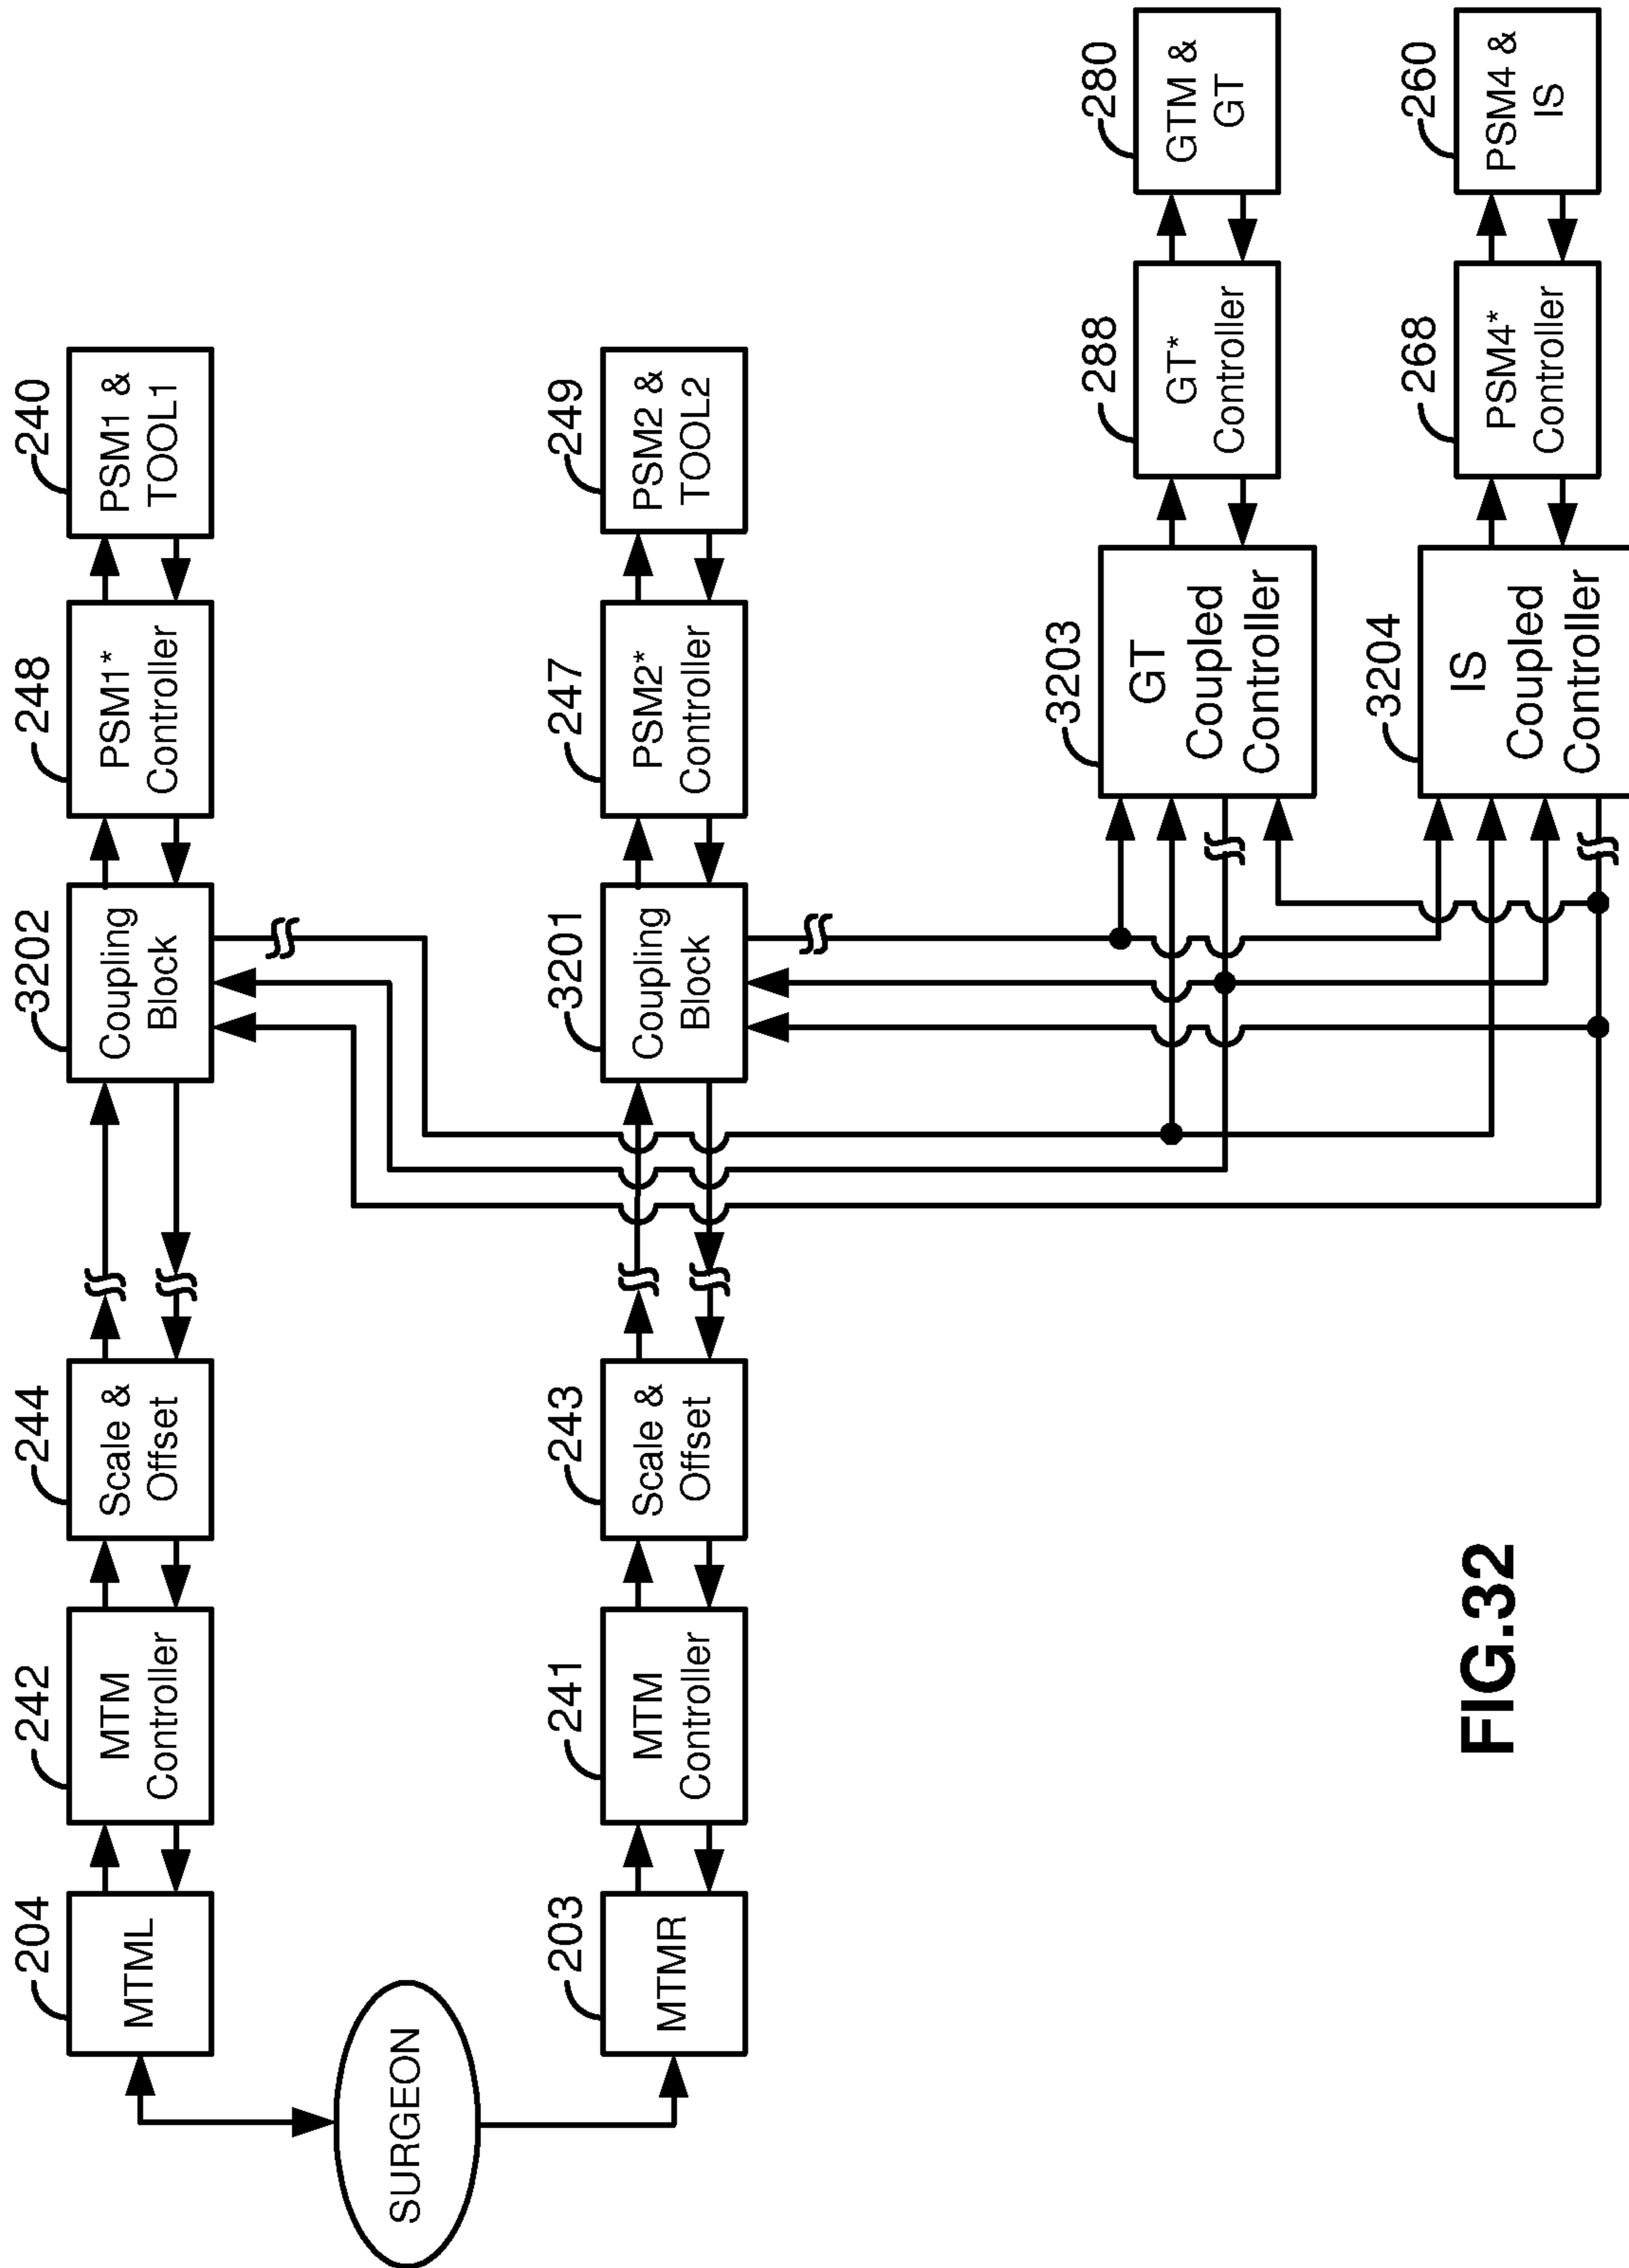 204
MTML
242
MTM
Controller
244
Scale &
Offset
3202
Coupling
Block
248
PSM1*
Controller
240
PSM1 &
TOOL1
SURGEON
203
MTMR
241
MTM
Controller
243
Scale &
Offset
3201
Coupling
Block
247
PSM2*
Controller
249
PSM2 &
TOOL2
3203
GT
Coupled
Controller
288
GT*
Controller
280
GTM &
GT
3204
IS
Coupled
Controller
268
PSM4*
Controller
260
PSM4 &
IS
FIG.32